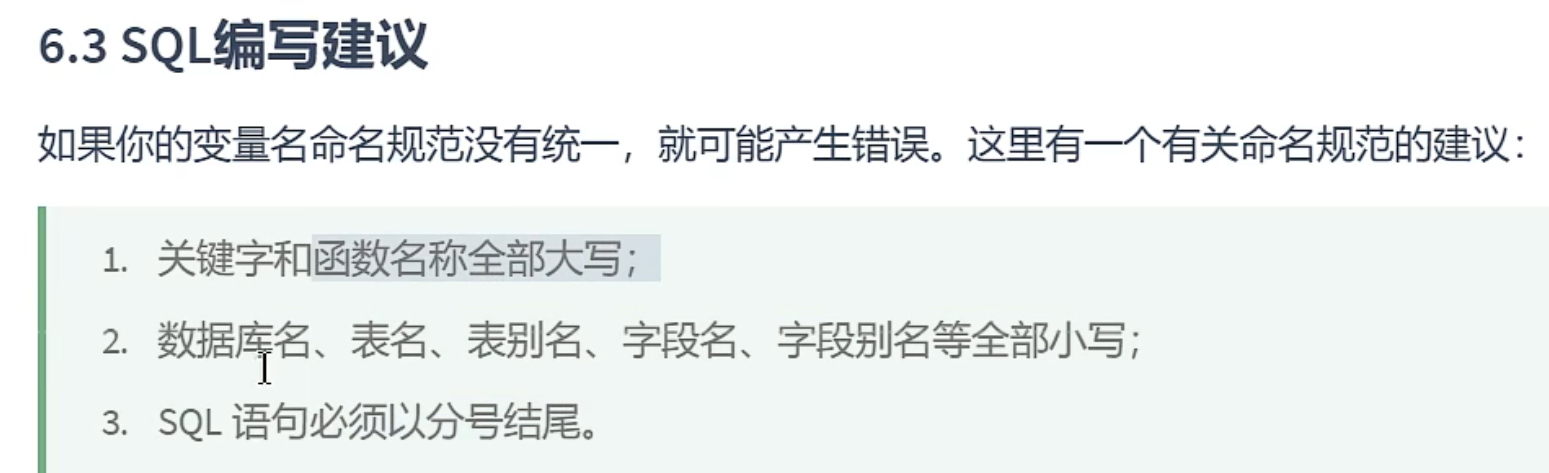 6.3 SQL编写建议
如果你的变量名命名规范没有统一，就可能产生错误。这里有一个有关命名规范的建议：
1. 关键字和函数名称全部大写；
2. 数据库名、表名、表别名、字段名、字段别名等全部小写；
3. SQL 语句必须以分号结尾。